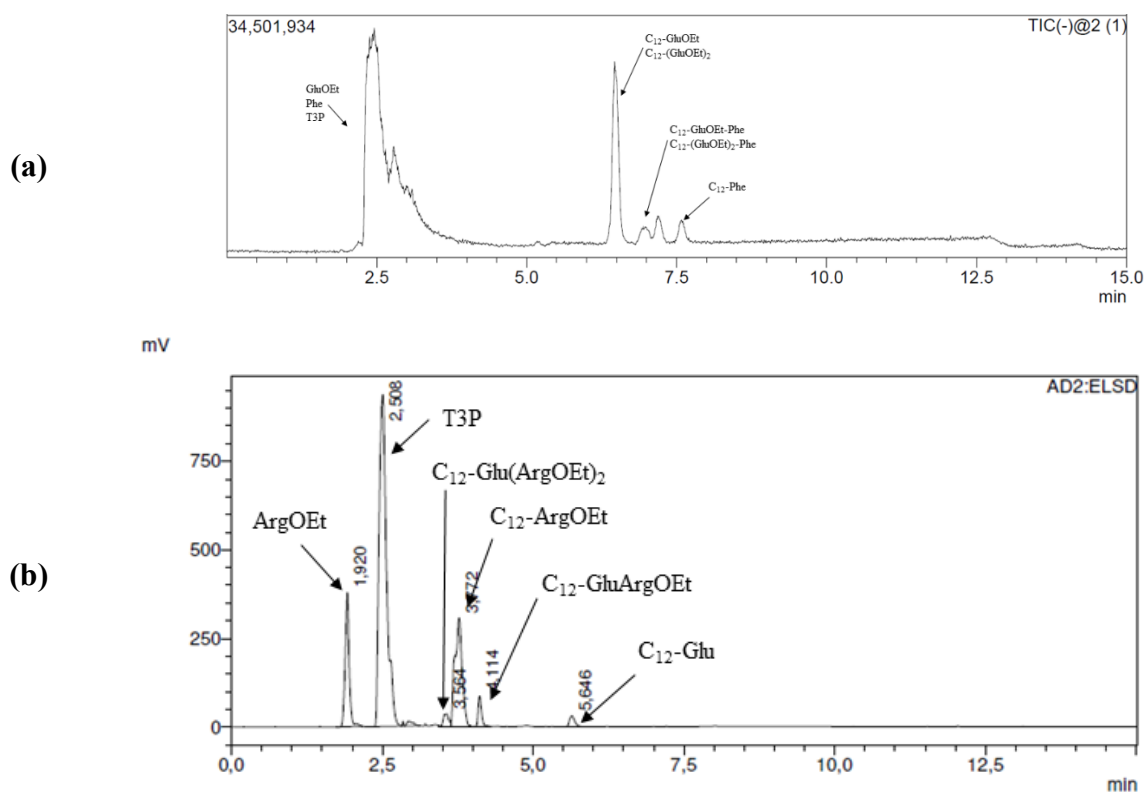 34,501,934
TIC(-)@2 (1)
GluOEt
Phe
T3P
C12-GluOEt
C12-(GluOEt)2
C12-GluOEt-Phe
C12-(GluOEt)2-Phe
C12-Phe
(a)
2.5
5.0
7.5
10.0
12.5
15.0
min
mV
AD2:ELSD
2,508
T3P
C12-Glu(ArgOEt)2
C12-ArgOEt
ArgOEt
1,920
C12-GluArgOEt
C12-Glu
3,564
4,114
5,646
(b)
750
500
250
0
0,0
2,5
5,0
7,5
10,0
12,5
min